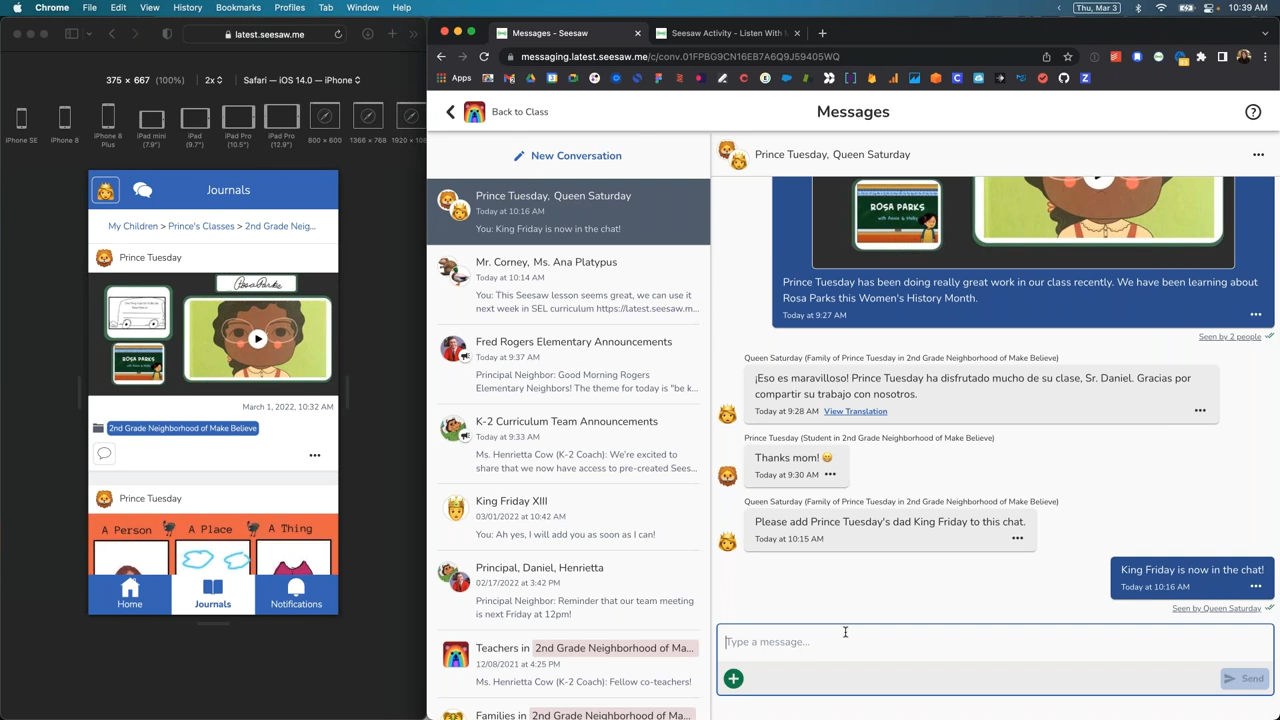 Chrome File Edit View History Bookmarks Profiles Tab Window Help
Thu, Mar 3 10:39 AM
latest.seesaw.me
375 × 667 (100%) 2x Safari — iOS 14.0 — iPhone
iPhone SE
iPhone 8
iPhone 8 Plus
iPad mini (7.9")
iPad (9.7")
iPad Pro (10.5")
iPad Pro (12.9")
800 × 600
1366 × 768
Journals
My Children > Prince's Classes > 2nd Grade Neig...
Prince Tuesday
Rosa Parks
ROSA PARKS
March 1, 2022, 10:32 AM
2nd Grade Neighborhood of Make Believe
Prince Tuesday
A Person
A Place
A Thing
Home
Journals
Notifications
Messages - Seesaw
Seesaw Activity - Listen With
messaging.latest.seesaw.me/c/conv.01FPBG9CN16EB7A6Q9J59405WQ
Apps
Back to Class
Messages
New Conversation
Prince Tuesday, Queen Saturday
Today at 10:16 AM
You: King Friday is now in the chat!
Mr. Corney, Ms. Ana Platypus
Today at 10:14 AM
You: This Seesaw lesson seems great, we can use it
next week in SEL curriculum https://latest.seesaw.m...
Fred Rogers Elementary Announcements
Today at 9:37 AM
Principal Neighbor: Good Morning Rogers
Elementary Neighbors! The theme for today is "be k...
K-2 Curriculum Team Announcements
Today at 9:33 AM
Ms. Henrietta Cow (K-2 Coach): We're excited to
share that we now have access to pre-created Sees...
King Friday XIII
03/01/2022 at 10:42 AM
You: Ah yes, I will add you as soon as I can!
Principal, Daniel, Henrietta
02/17/2022 at 3:42 PM
Principal Neighbor: Reminder that our team meeting
is next Friday at 12pm!
Teachers in 2nd Grade Neighborhood of Ma...
12/08/2021 at 4:25 PM
Ms. Henrietta Cow (K-2 Coach): Fellow co-teachers!
Families in 2nd Grade Neighborhood of Ma...
Prince Tuesday, Queen Saturday
ROSA PARKS
with Annie & Moby
Prince Tuesday has been doing really great work in our class recently. We have been learning about
Rosa Parks this Women's History Month.
Today at 9:27 AM
Seen by 2 people
Queen Saturday (Family of Prince Tuesday in 2nd Grade Neighborhood of Make Believe)
¡Eso es maravilloso! Prince Tuesday ha disfrutado mucho de su clase, Sr. Daniel. Gracias por
compartir su trabajo con nosotros.
Today at 9:28 AM View Translation
Prince Tuesday (Student in 2nd Grade Neighborhood of Make Believe)
Thanks mom! 😀
Today at 9:30 AM
Queen Saturday (Family of Prince Tuesday in 2nd Grade Neighborhood of Make Believe)
Please add Prince Tuesday's dad King Friday to this chat.
Today at 10:15 AM
King Friday is now in the chat!
Today at 10:16 AM
Seen by Queen Saturday
Type a message...
Send